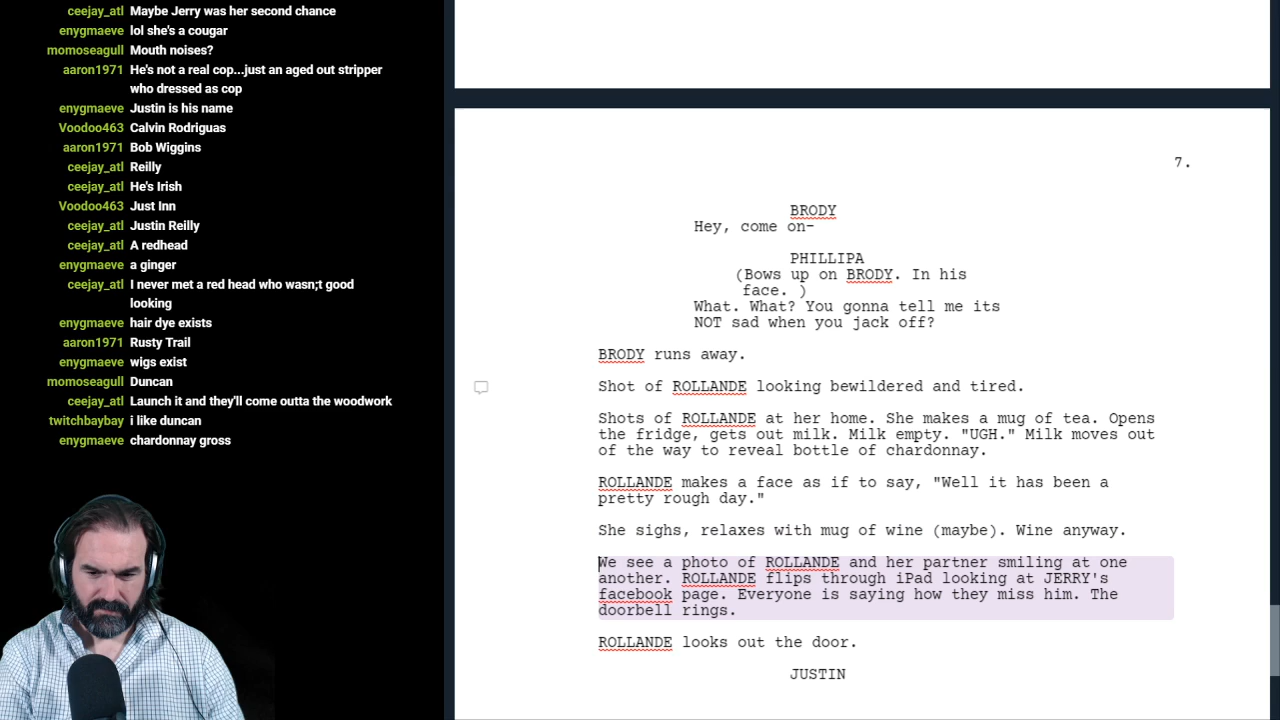 ceejay_atl Maybe Jerry was her second chance
enygmaeve lol she's a cougar
momoseagull Mouth noises?
aaron1971 He's not a real cop...just an aged out stripper
who dressed as cop
enygmaeve Justin is his name
Voodoo463 Calvin Rodriguas
aaron1971 Bob Wiggins
ceejay_atl Reilly
ceejay_atl He's Irish
Voodoo463 Just Inn
ceejay_atl Justin Reilly
ceejay_atl A redhead
enygmaeve a ginger
ceejay_atl I never met a red head who wasn;t good
looking
enygmaeve hair dye exists
aaron1971 Rusty Trail
enygmaeve wigs exist
momoseagull Duncan
ceejay_atl Launch it and they'll come outta the woodwork
twitchbaybay i like duncan
enygmaeve chardonnay gross
7.
BRODY
Hey, come on-
PHILLIPA
(Bows up on BRODY. In his
face. )
What. What? You gonna tell me its
NOT sad when you jack off?
BRODY runs away.
Shot of ROLLANDE looking bewildered and tired.
Shots of ROLLANDE at her home. She makes a mug of tea. Opens
the fridge, gets out milk. Milk empty. "UGH." Milk moves out
of the way to reveal bottle of chardonnay.
ROLLANDE makes a face as if to say, "Well it has been a
pretty rough day."
She sighs, relaxes with mug of wine (maybe). Wine anyway.
We see a photo of ROLLANDE and her partner smiling at one
another. ROLLANDE flips through iPad looking at JERRY's
facebook page. Everyone is saying how they miss him. The
doorbell rings.
ROLLANDE looks out the door.
JUSTIN